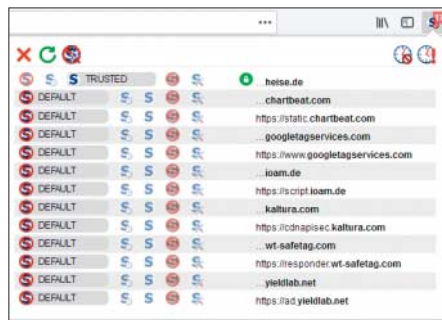 TRUSTED ...heise.de
DEFAULT ...chartbeat.com
DEFAULT https://static.chartbeat.com
DEFAULT ...googletagservices.com
DEFAULT https://www.googletagservices.com
DEFAULT ...ioam.de
DEFAULT https://script.ioam.de
DEFAULT ...kaltura.com
DEFAULT https://cdnapisec.kaltura.com
DEFAULT ...wt-safetag.com
DEFAULT https://responder.wt-safetag.com
DEFAULT ...yieldlab.net
DEFAULT https://ad.yieldlab.net